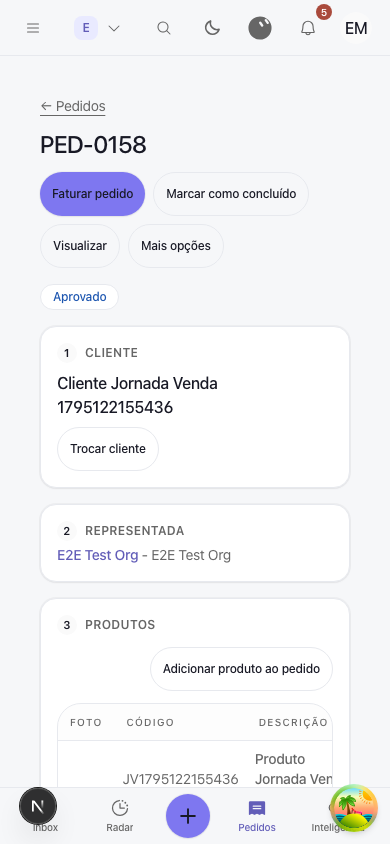 E
5
EM
← Pedidos
PED-0158
Faturar pedido
Marcar como concluído
Visualizar
Mais opções
Aprovado
1 CLIENTE
Cliente Jornada Venda
1795122155436
Trocar cliente
2 REPRESENTADA
E2E Test Org - E2E Test Org
3 PRODUTOS
Adicionar produto ao pedido
FOTO CÓDIGO DESCRIÇÃO
Produto
JV1795122155436 Jornada Ven
N
Inbox Radar Pedidos